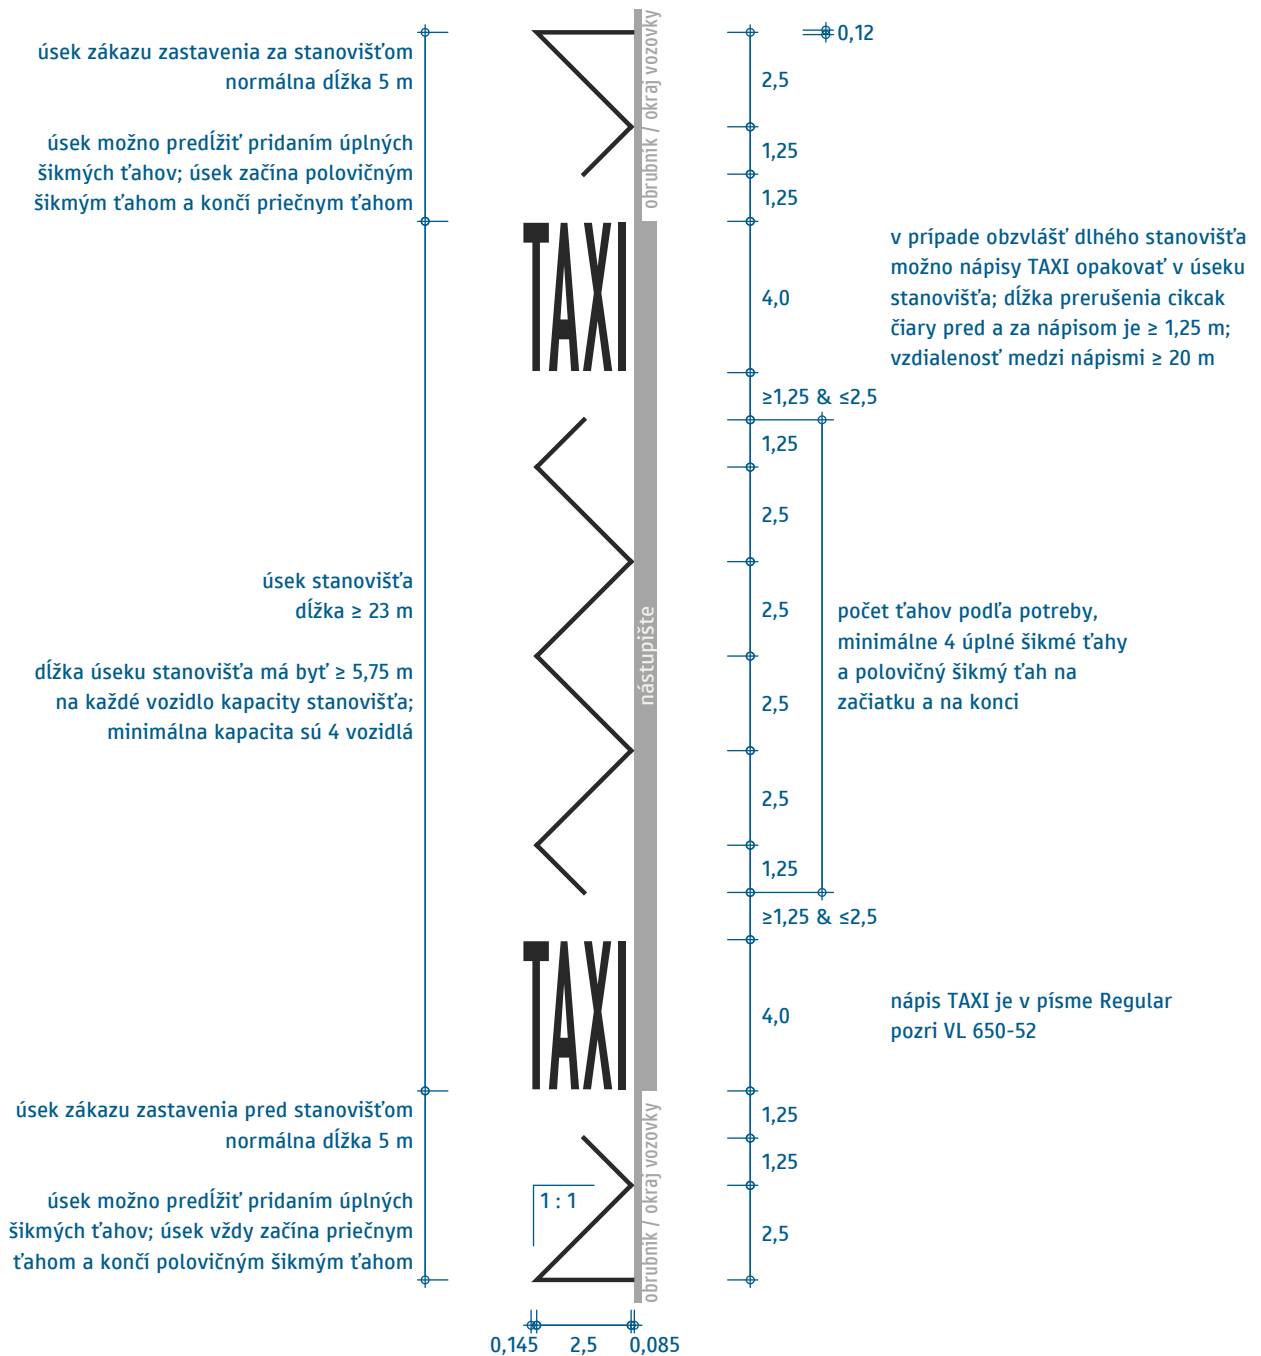 úsek zákazu zastavenia za stanovišťom
normálna dĺžka 5 m
úsek možno predĺžiť pridaním úplných
šikmých ťahov; úsek začína polovičným
šikmým ťahom a končí priečnym ťahom
obrubník / okraj vozovky
0,12
2,5
1,25
1,25
TAXI
4,0
v prípade obzvlášť dlhého stanovišťa
možno nápisy TAXI opakovať v úseku
stanovišťa; dĺžka prerušenia cikcak
čiary pred a za nápisom je ≥ 1,25 m;
vzdialenosť medzi nápismi ≥ 20 m
≥1,25 & ≤2,5
1,25
2,5
2,5
2,5
2,5
1,25
úsek stanovišťa
dĺžka ≥ 23 m
dĺžka úseku stanovišťa má byť ≥ 5,75 m
na každé vozidlo kapacity stanovišťa;
minimálna kapacita sú 4 vozidlá
nástupište
počet ťahov podľa potreby,
minimálne 4 úplné šikmé ťahy
a polovičný šikmý ťah na
začiatku a na konci
≥1,25 & ≤2,5
TAXI
4,0
nápis TAXI je v písme Regular
pozri VL 650-52
úsek zákazu zastavenia pred stanovišťom
normálna dĺžka 5 m
úsek možno predĺžiť pridaním úplných
šikmých ťahov; úsek vždy začína priečnym
ťahom a končí polovičným šikmým ťahom
1 : 1
obrubník / okraj vozovky
1,25
1,25
2,5
0,145 2,5 0,085